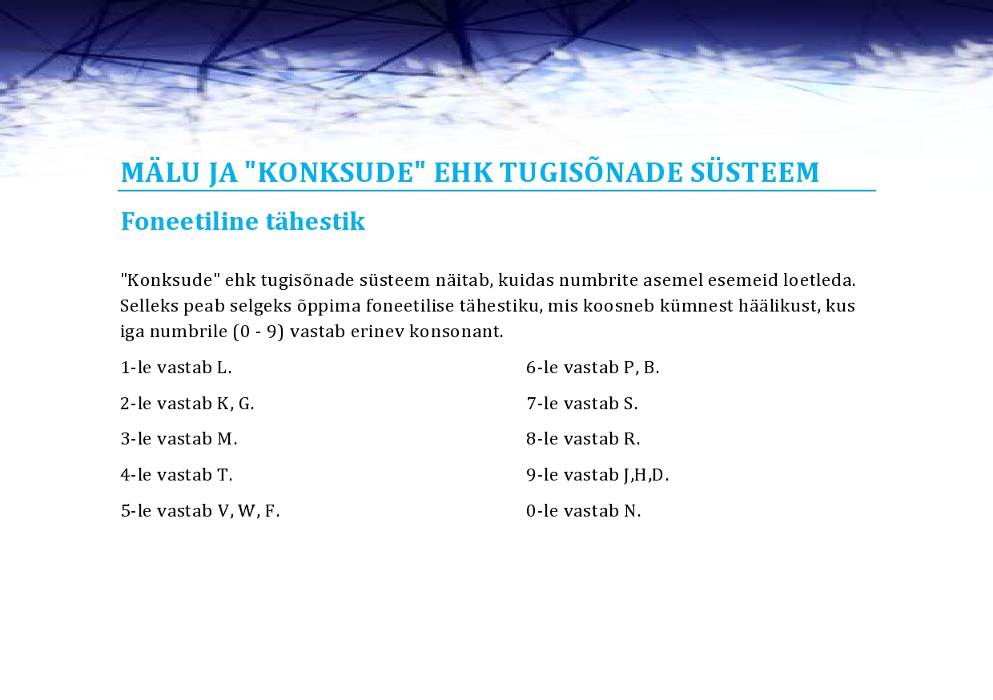 MÄLU JA "KONKSUDE" EHK TUGISÕNADE SÜSTEEM
Foneetiline tähestik
"Konksude" ehk tugisõnade süsteem näitab, kuidas numbrite asemel esemeid loetleda.
Selleks peab selgeks õppima foneetilise tähestiku, mis koosneb kümnest häälikust, kus
iga numbrile (0 - 9) vastab erinev konsonant.
1-le vastab L.
2-le vastab K, G.
3-le vastab M.
4-le vastab T.
5-le vastab V, W, F.
6-le vastab P, B.
7-le vastab S.
8-le vastab R.
9-le vastab J,H,D.
0-le vastab N.